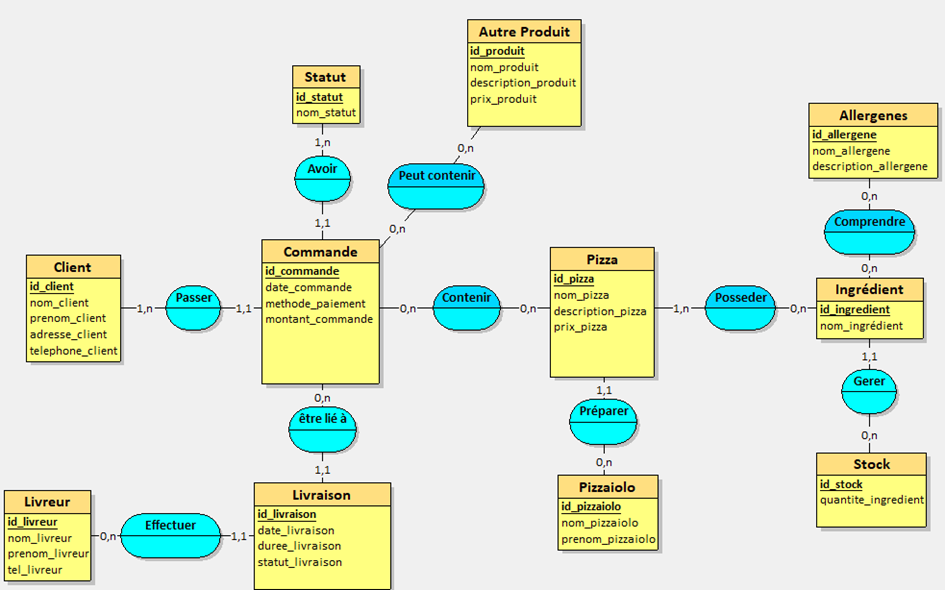 Autre Produit
id_produit
nom_produit
description_produit
prix_produit
Statut
id_statut
nom_statut
1,n
Avoir
1,1
0,n
Peut contenir
0,n
Allergenes
id_allergene
nom_allergene
description_allergene
0,n
Comprendre
0,n
Client
id_client
nom_client
prenom_client
adresse_client
telephone_client
1,n
Passer
1,1
Commande
id_commande
date_commande
methode_paiement
montant_commande
0,n
Contenir
0,n
Pizza
id_pizza
nom_pizza
description_pizza
prix_pizza
1,n
Posseder
0,n
Ingrédient
id_ingredient
nom_ingrédient
0,n
être lié à
1,1
1,1
Préparer
0,n
1,1
Gerer
0,n
Livreur
id_livreur
nom_livreur
prenom_livreur
tel_livreur
0,n
Effectuer
1,1
Livraison
id_livraison
date_livraison
duree_livraison
statut_livraison
Pizzaiolo
id_pizzaiolo
nom_pizzaiolo
prenom_pizzaiolo
Stock
id_stock
quantite_ingredient